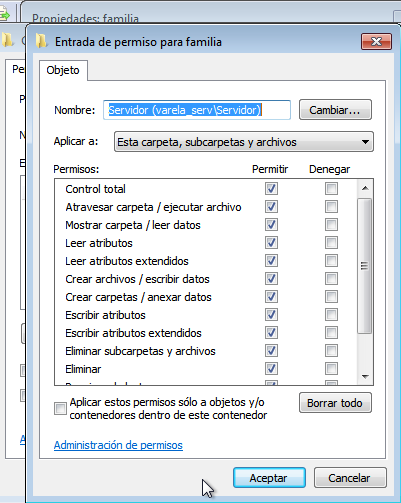 Propiedades: familia
Entrada de permiso para familia
Objeto
Nombre: Servidor (varela_serv\Servidor) Cambiar...
Aplicar a: Esta carpeta, subcarpetas y archivos
Permisos: Permitir Denegar
Control total
Atravesar carpeta / ejecutar archivo
Mostrar carpeta / leer datos
Leer atributos
Leer atributos extendidos
Crear archivos / escribir datos
Crear carpetas / anexar datos
Escribir atributos
Escribir atributos extendidos
Eliminar subcarpetas y archivos
Eliminar
Aplicar estos permisos sólo a objetos y/o
contenedores dentro de este contenedor
Borrar todo
Administración de permisos
Aceptar Cancelar